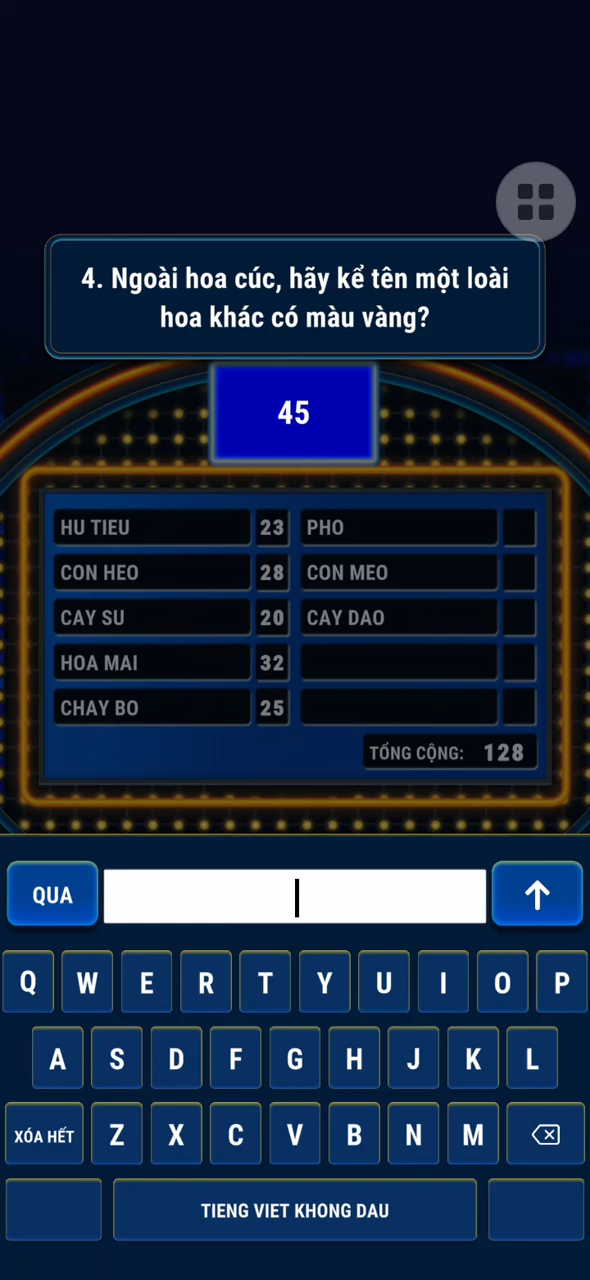 4. Ngoài hoa cúc, hãy kể tên một loài
hoa khác có màu vàng?
45
HU TIEU 23 PHO
CON HEO 28 CON MEO
CAY SU 20 CAY DAO
HOA MAI 32
CHAY BO 25
TỔNG CỘNG: 128
QUA
Q W E R T Y U I O P
A S D F G H J K L
XÓA HẾT Z X C V B N M
TIENG VIET KHONG DAU